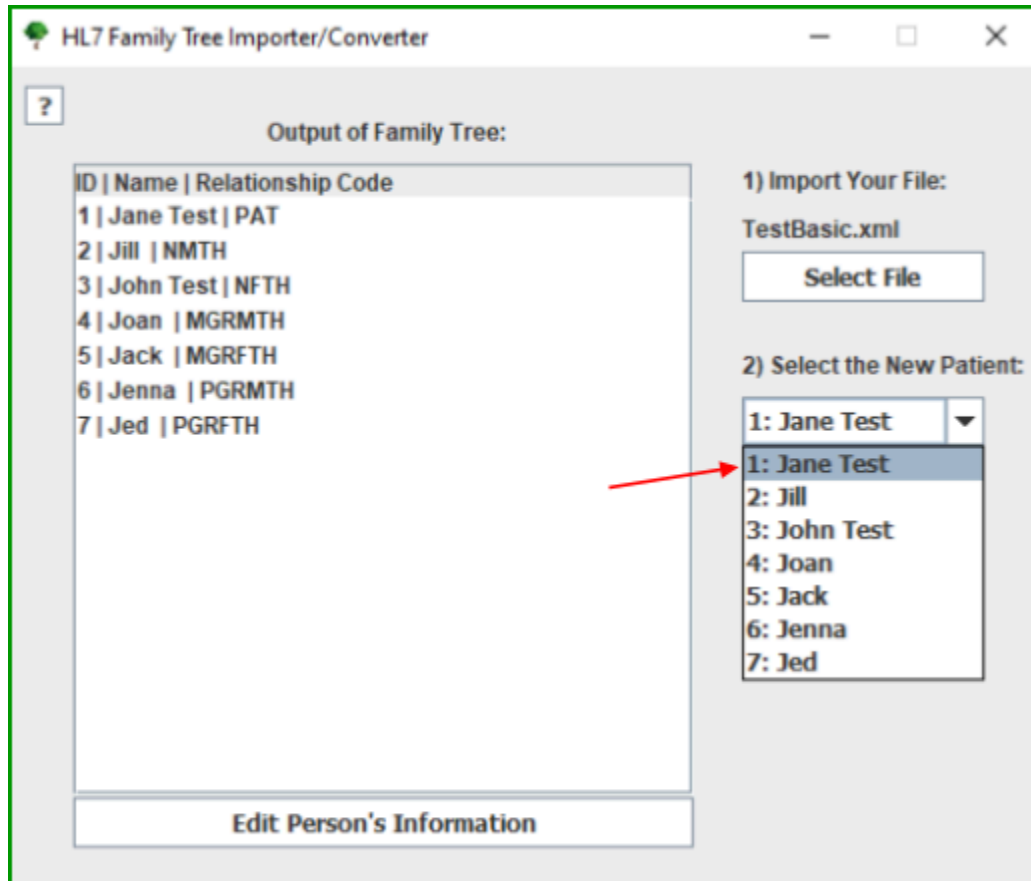 HL7 Family Tree Importer/Converter
?
Output of Family Tree:
ID | Name | Relationship Code
1 | Jane Test | PAT
2 | Jill | NMTH
3 | John Test | NFTH
4 | Joan | MGRMTH
5 | Jack | MGRFTH
6 | Jenna | PGRMTH
7 | Jed | PGRFTH
Edit Person's Information
1) Import Your File:
TestBasic.xml
Select File
2) Select the New Patient:
1: Jane Test
1: Jane Test
2: Jill
3: John Test
4: Joan
5: Jack
6: Jenna
7: Jed